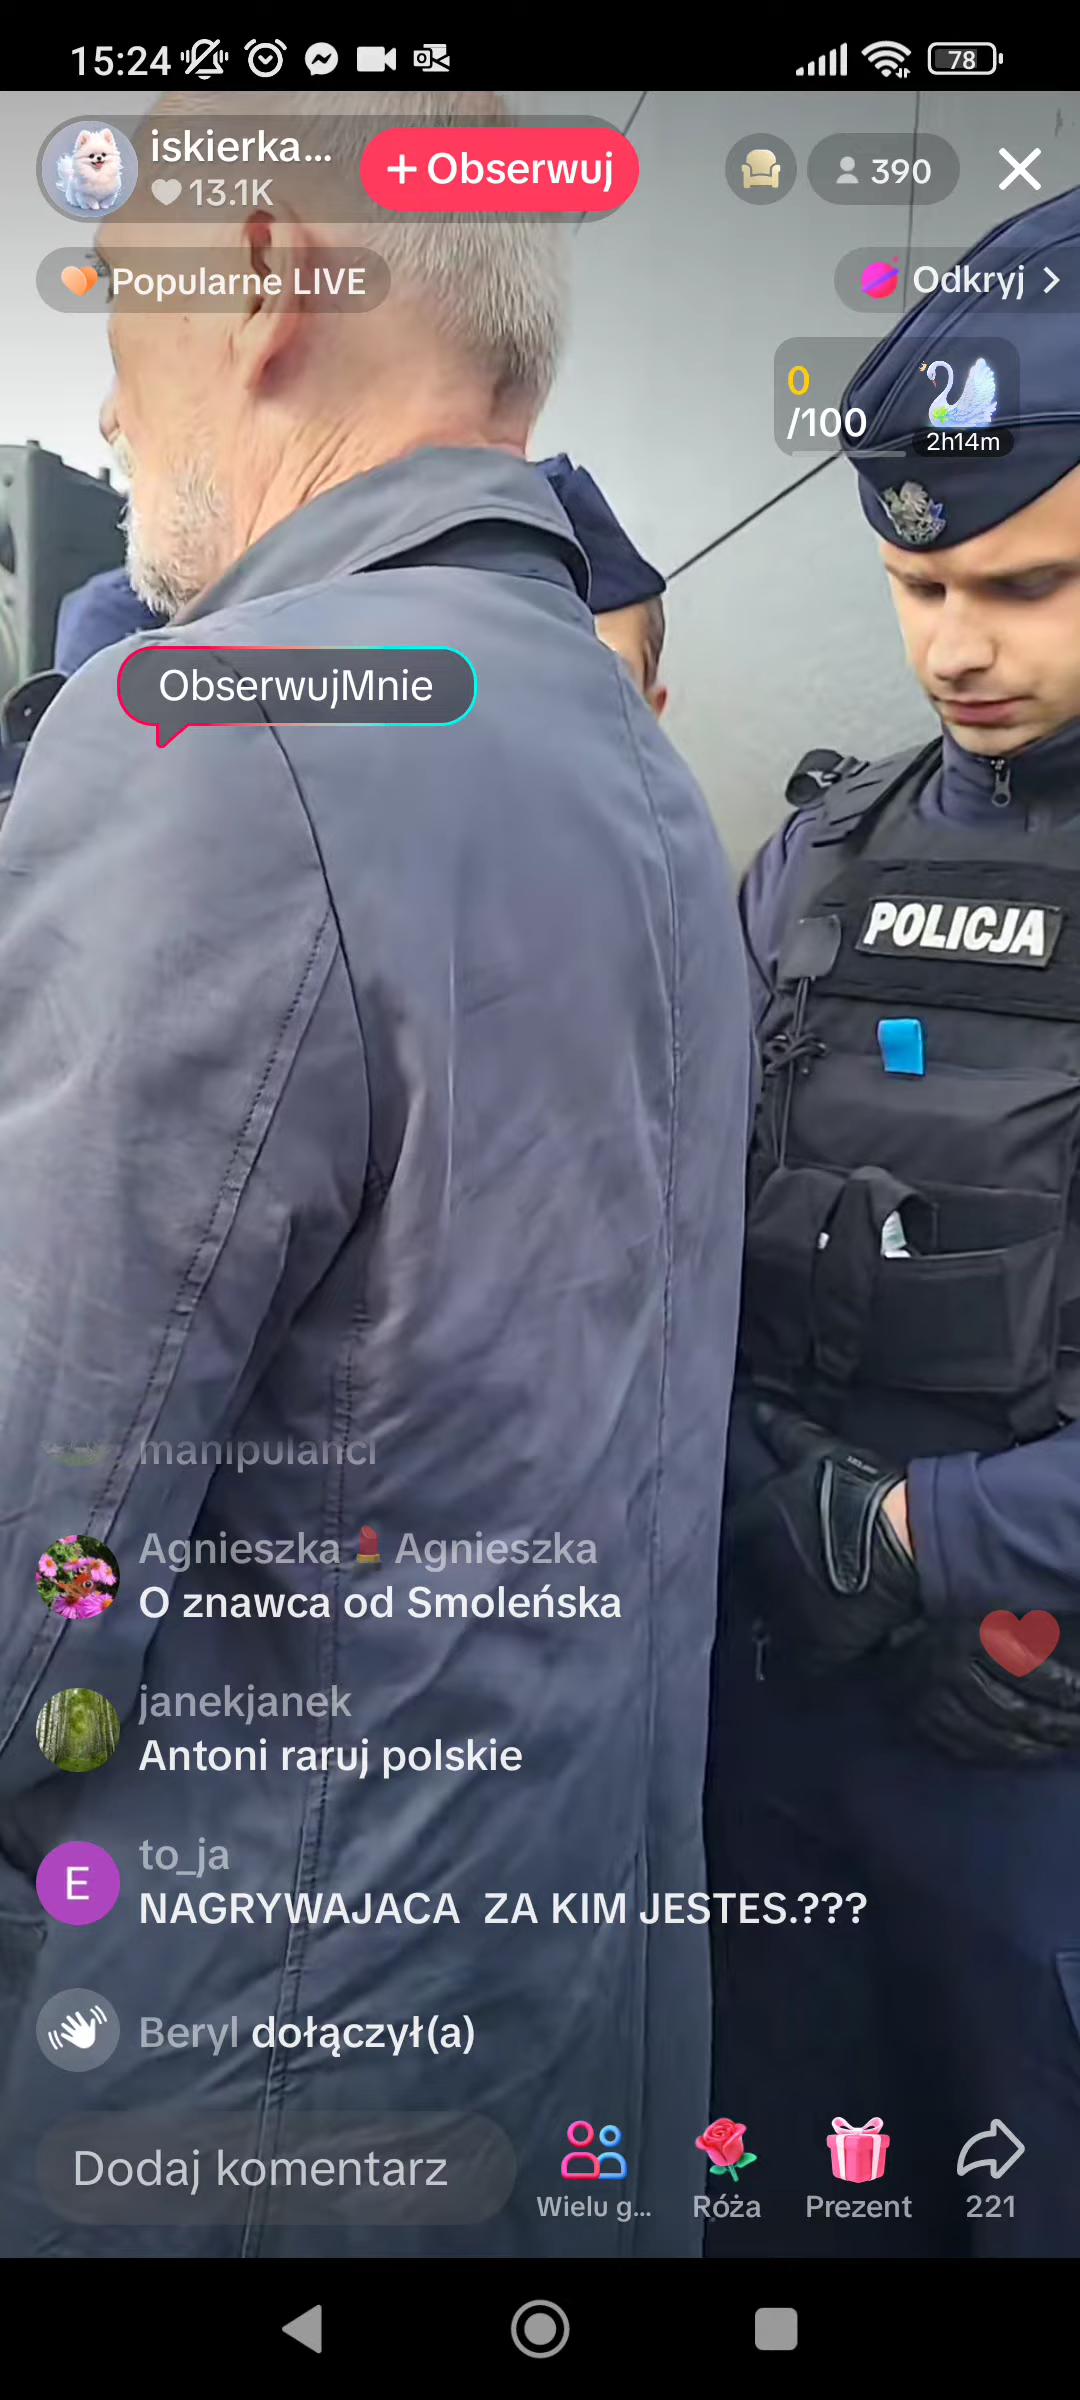 15:24
78
iskierka...
13.1K
+ Obserwuj
390
Popularne LIVE
Odkryj >
0
/100
2h14m
ObserwujMnie
POLICJA
manipulanci
Agnieszka💄Agnieszka
O znawca od Smoleńska
janekjanek
Antoni raruj polskie
E
to_ja
NAGRYWAJACA  ZA KIM JESTES.???
Beryl dołączył(a)
Dodaj komentarz
Wielu g...
Róża
Prezent
221